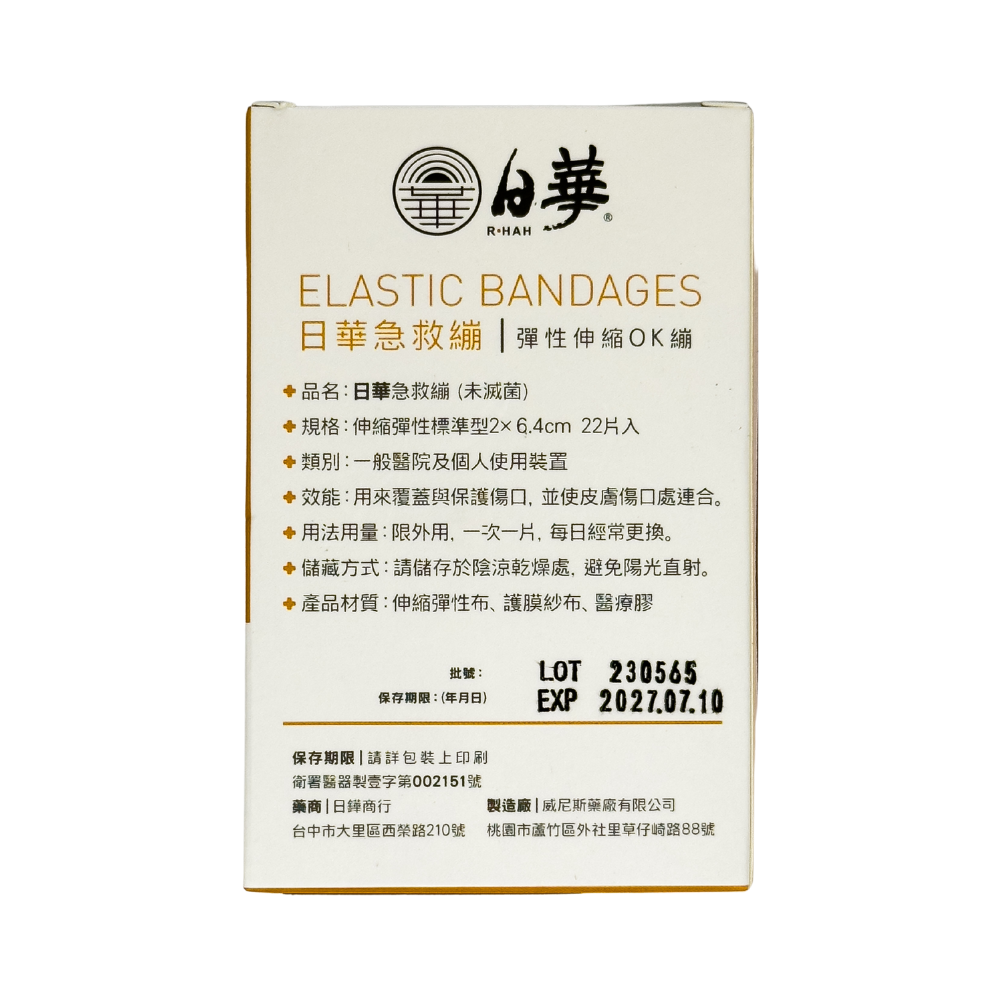 日華®
R·HAH
ELASTIC BANDAGES
日華急救繃|彈性伸縮OK繃
品名:日華急救繃(未滅菌)
規格:伸縮彈性標準型2×6.4cm 22片入
類別:一般醫院及個人使用裝置
效能:用來覆蓋與保護傷口, 並使皮膚傷口處連合。
用法用量:限外用, 一次一片, 每日經常更換。
儲藏方式:請儲存於陰涼乾燥處, 避免陽光直射。
產品材質:伸縮彈性布、護膜紗布、醫療膠
批號: LOT 230565
保存期限:(年月日) EXP 2027.07.10
保存期限|請詳包裝上印刷
衛署醫器製壹字第002151號
藥商|日鏵商行 製造廠|威尼斯藥廠有限公司
台中市大里區西榮路210號 桃園市蘆竹區外社里草仔崎路88號